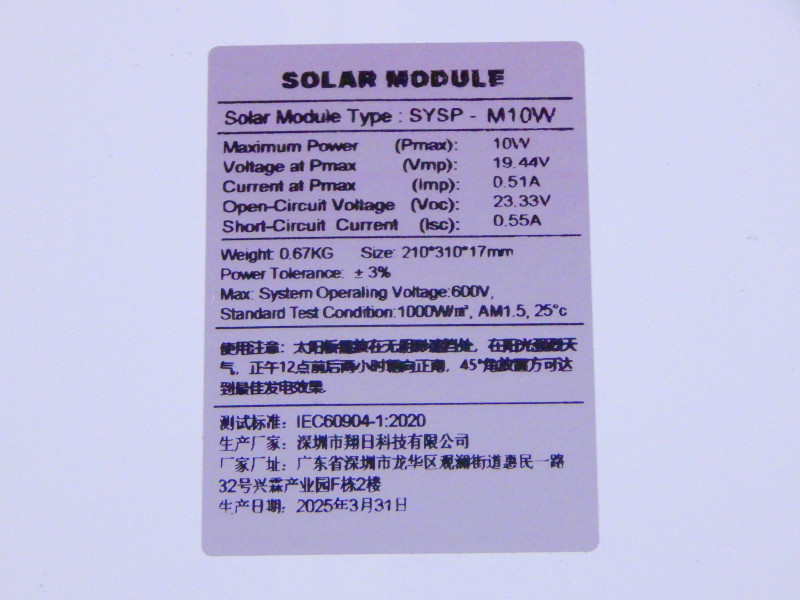 SOLAR MODULE
Solar Module Type : SYSP - M10W
Maximum Power (Pmax): 10W
Voltage at Pmax (Vmp): 19.44V
Current at Pmax (Imp): 0.51A
Open-Circuit Voltage (Voc): 23.33V
Short-Circuit Current (Isc): 0.55A
Weight: 0.67KG Size: 210*310*17mm
Power Tolerance: ± 3%
Max: System Operating Voltage:600V,
Standard Test Condition:1000W/m², AM1.5, 25°c
使用注意：太阳板需放在无阴影遮挡处，在阳光强烈天
气，正午12点前后两小时朝向正南，45°角放置方可达
到最佳发电效果.
测试标准：IEC60904-1:2020
生产厂家：深圳市翔日科技有限公司
厂家厂址：广东省深圳市龙华区观澜街道惠民一路
32号兴霖产业园F栋2楼
生产日期：2025年3月31日